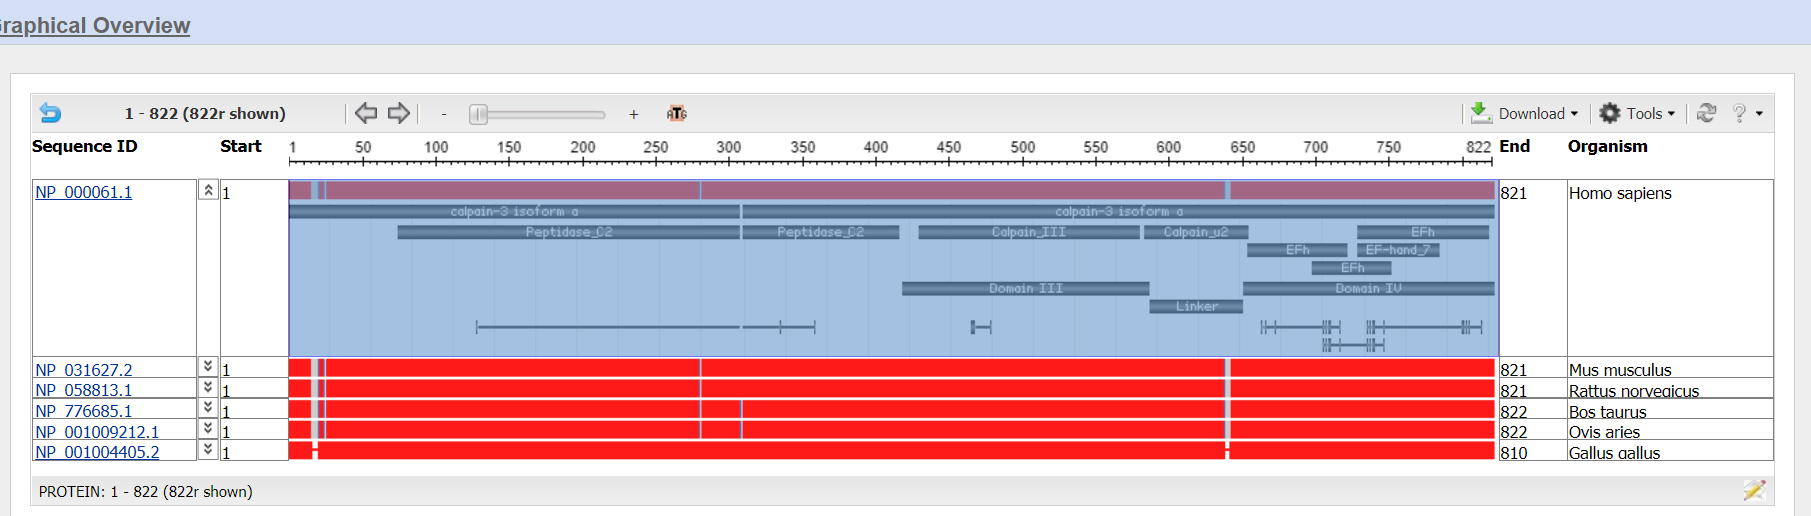 Graphical Overview
1 - 822 (822r shown) - + ATG Download Tools ?
Sequence ID Start 1 50 100 150 200 250 300 350 400 450 500 550 600 650 700 750 822 End Organism
NP_000061.1 1 821 Homo sapiens
calpain-3 isoform a calpain-3 isoform a
Peptidase_C2 Peptidase_C2 Calpain_III Calpain_u2 EFh
EFh EF-hand_7
EFh
Domain III Domain IV
Linker
NP_031627.2 1 821 Mus musculus
NP_058813.1 1 821 Rattus norvegicus
NP_776685.1 1 822 Bos taurus
NP_001009212.1 1 822 Ovis aries
NP_001004405.2 1 810 Gallus gallus
PROTEIN: 1 - 822 (822r shown)